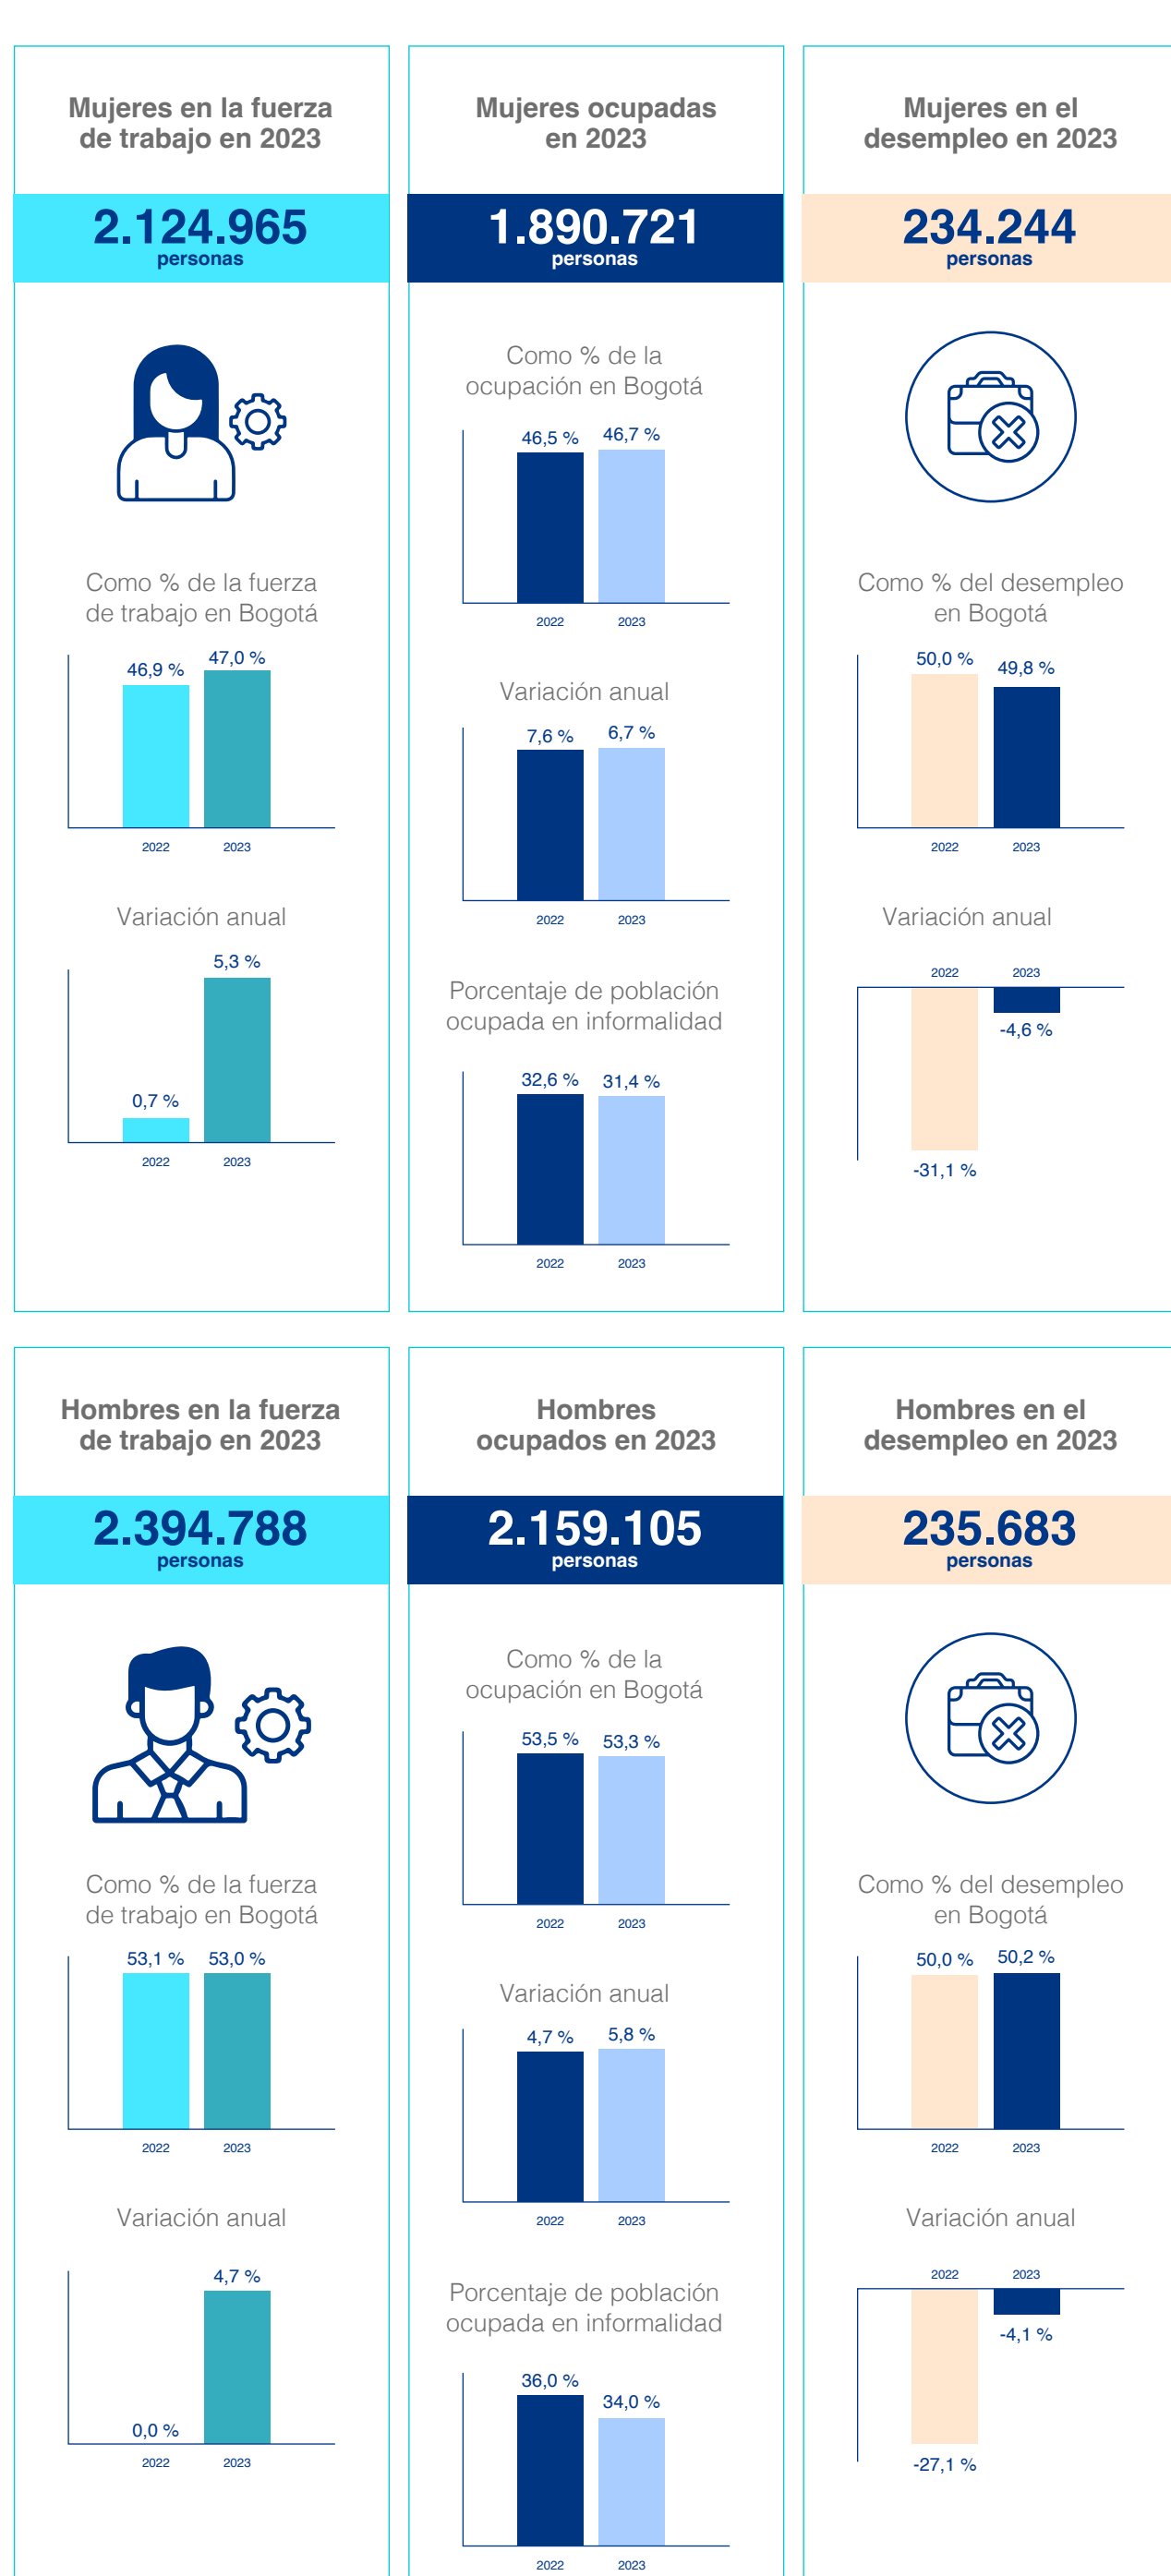 Mujeres en la fuerza
de trabajo en 2023
2.124.965
personas
Como % de la fuerza
de trabajo en Bogotá
46,9 %
47,0 %
2022
2023
Variación anual
5,3 %
0,7 %
2022
2023
Mujeres ocupadas
en 2023
1.890.721
personas
Como % de la
ocupación en Bogotá
46,5 %
46,7 %
2022
2023
Variación anual
7,6 %
6,7 %
2022
2023
Porcentaje de población
ocupada en informalidad
32,6 %
31,4 %
2022
2023
Mujeres en el
desempleo en 2023
234.244
personas
Como % del desempleo
en Bogotá
50,0 %
49,8 %
2022
2023
Variación anual
2022
2023
-4,6 %
-31,1 %
Hombres en la fuerza
de trabajo en 2023
2.394.788
personas
Como % de la fuerza
de trabajo en Bogotá
53,1 %
53,0 %
2022
2023
Variación anual
4,7 %
0,0 %
2022
2023
Hombres
ocupados en 2023
2.159.105
personas
Como % de la
ocupación en Bogotá
53,5 %
53,3 %
2022
2023
Variación anual
4,7 %
5,8 %
2022
2023
Porcentaje de población
ocupada en informalidad
36,0 %
34,0 %
2022
2023
Hombres en el
desempleo en 2023
235.683
personas
Como % del desempleo
en Bogotá
50,0 %
50,2 %
2022
2023
Variación anual
2022
2023
-4,1 %
-27,1 %